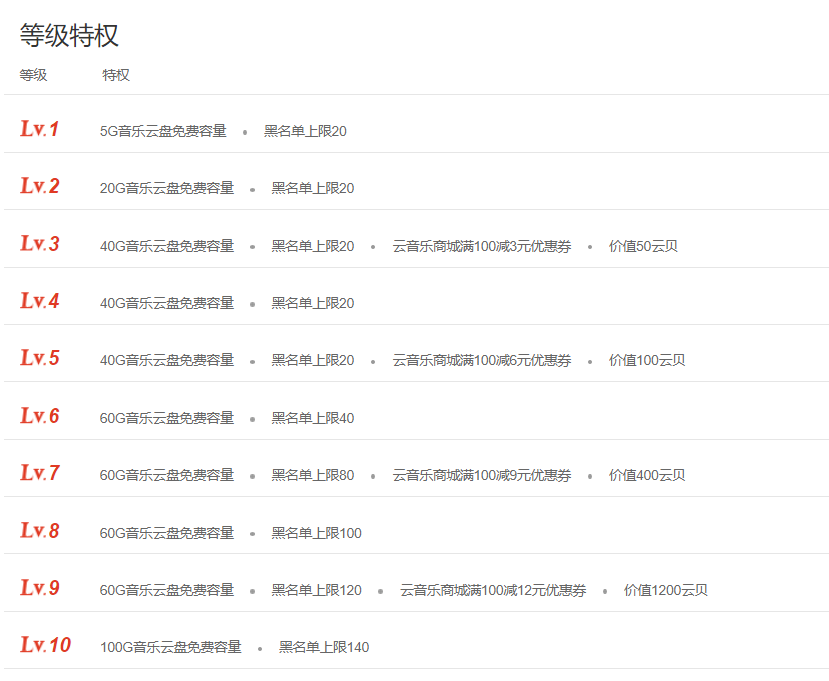 等级特权
等级 特权
Lv.1 5G音乐云盘免费容量 • 黑名单上限20
Lv.2 20G音乐云盘免费容量 • 黑名单上限20
Lv.3 40G音乐云盘免费容量 • 黑名单上限20 • 云音乐商城满100减3元优惠券 • 价值50云贝
Lv.4 40G音乐云盘免费容量 • 黑名单上限20
Lv.5 40G音乐云盘免费容量 • 黑名单上限20 • 云音乐商城满100减6元优惠券 • 价值100云贝
Lv.6 60G音乐云盘免费容量 • 黑名单上限40
Lv.7 60G音乐云盘免费容量 • 黑名单上限80 • 云音乐商城满100减9元优惠券 • 价值400云贝
Lv.8 60G音乐云盘免费容量 • 黑名单上限100
Lv.9 60G音乐云盘免费容量 • 黑名单上限120 • 云音乐商城满100减12元优惠券 • 价值1200云贝
Lv.10 100G音乐云盘免费容量 • 黑名单上限140